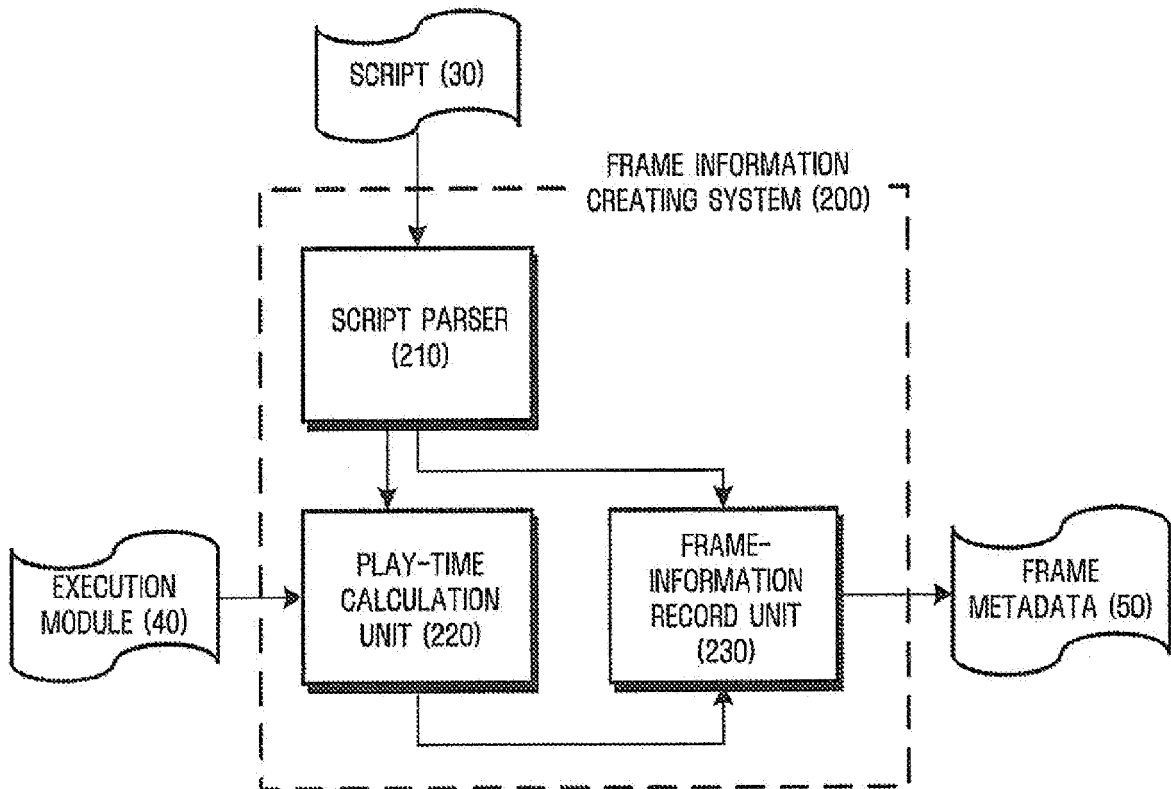 SCRIPT (30)
FRAME INFORMATION
CREATING SYSTEM (200)
SCRIPT PARSER
(210)
EXECUTION
MODULE (40)
PLAY-TIME
CALCULATION
UNIT (220)
FRAME-
INFORMATION
RECORD UNIT
(230)
FRAME
METADATA (50)